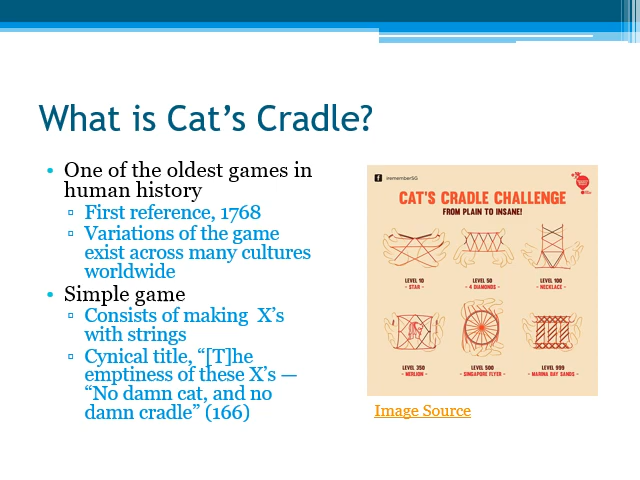 What is Cat's Cradle?
• One of the oldest games in
human history
▫ First reference, 1768
▫ Variations of the game
exist across many cultures
worldwide
• Simple game
▫ Consists of making  X's
with strings
▫ Cynical title, “[T]he
emptiness of these X's —
“No damn cat, and no
damn cradle” (166)
iremembersg
CAT'S CRADLE CHALLENGE
FROM PLAIN TO INSANE!
LEVEL 10
- STAR -
LEVEL 50
- 4 DIAMONDS -
LEVEL 100
- NECKLACE -
LEVEL 350
- MERLION -
LEVEL 500
- SINGAPORE FLYER -
LEVEL 999
- MARINA BAY SANDS -
Image Source